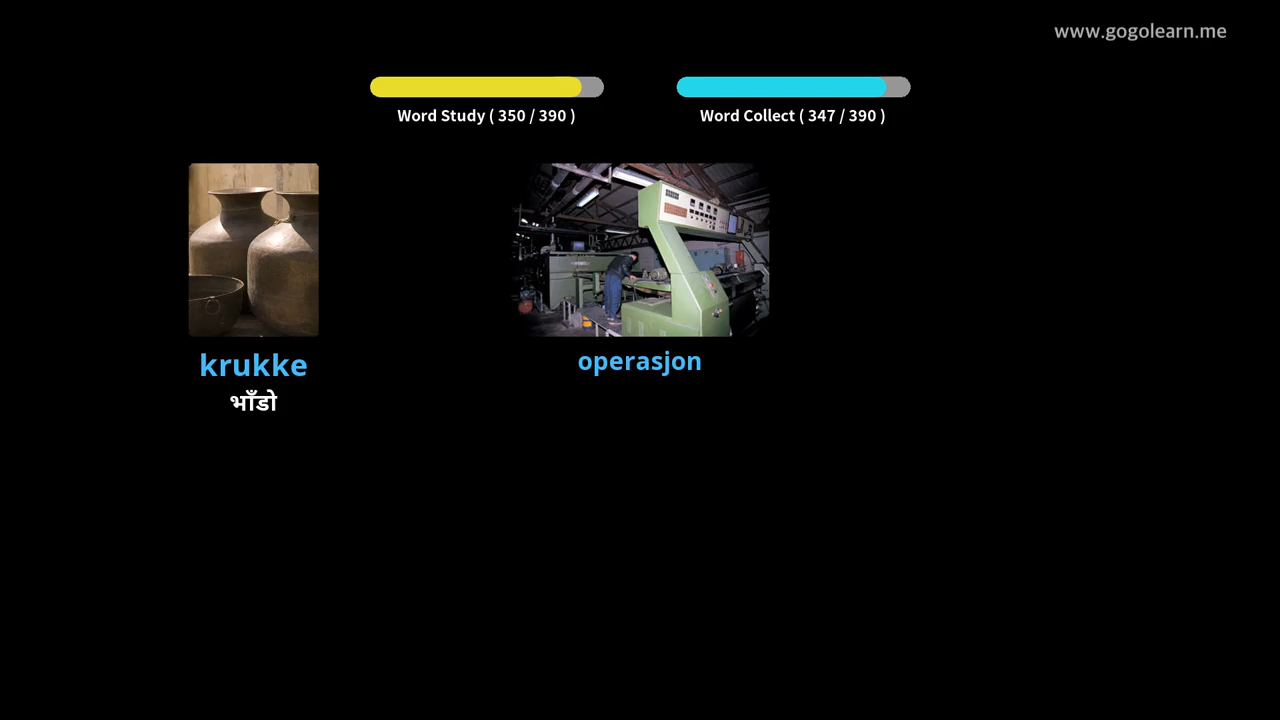 www.gogolearn.me
Word Study ( 350 / 390 )
Word Collect ( 347 / 390 )
krukke
भाँडो
operasjon